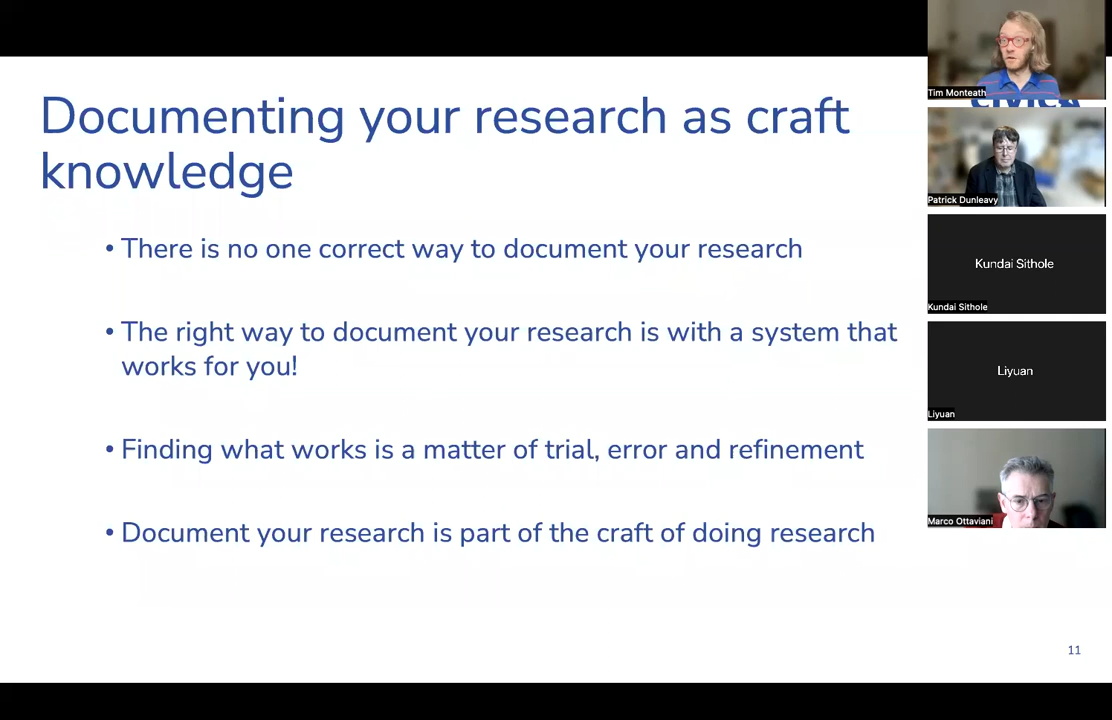 Documenting your research as craft
knowledge
• There is no one correct way to document your research
• The right way to document your research is with a system that
works for you!
• Finding what works is a matter of trial, error and refinement
• Document your research is part of the craft of doing research
11
Tim Monteath
Patrick Dunleavy
Kundai Sithole
Kundai Sithole
Liyuan
Liyuan
Marco Ottaviani